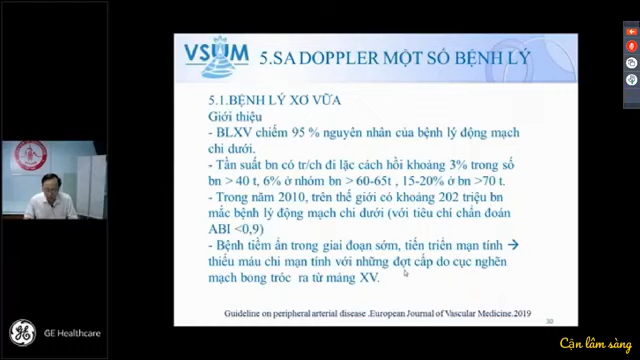 VSUM
5.SA DOPPLER MỘT SỐ BỆNH LÝ
5.1.BỆNH LÝ XƠ VỮA
Giới thiệu
- BLXV chiếm 95 % nguyên nhân của bệnh lý động mạch
chi dưới.
- Tần suất bn có tr/ch đi lặc cách hồi khoảng 3% trong số
bn > 40 t, 6% ở nhóm bn > 60-65t , 15-20% ở bn >70 t.
- Trong năm 2010, trên thế giới có khoảng 202 triệu bn
mắc bệnh lý động mạch chi dưới (với tiêu chí chẩn đoán
ABI <0,9)
- Bệnh tiềm ẩn trong giai đoạn sớm, tiến triển mạn tính →
thiếu máu chi mạn tính với những đợt cấp do cục nghẽn
mạch bong tróc ra từ mảng XV.
Guideline on peripheral arterial disease .European Journal of Vascular Medicine.2019
30
GE Healthcare
Cận lâm sàng